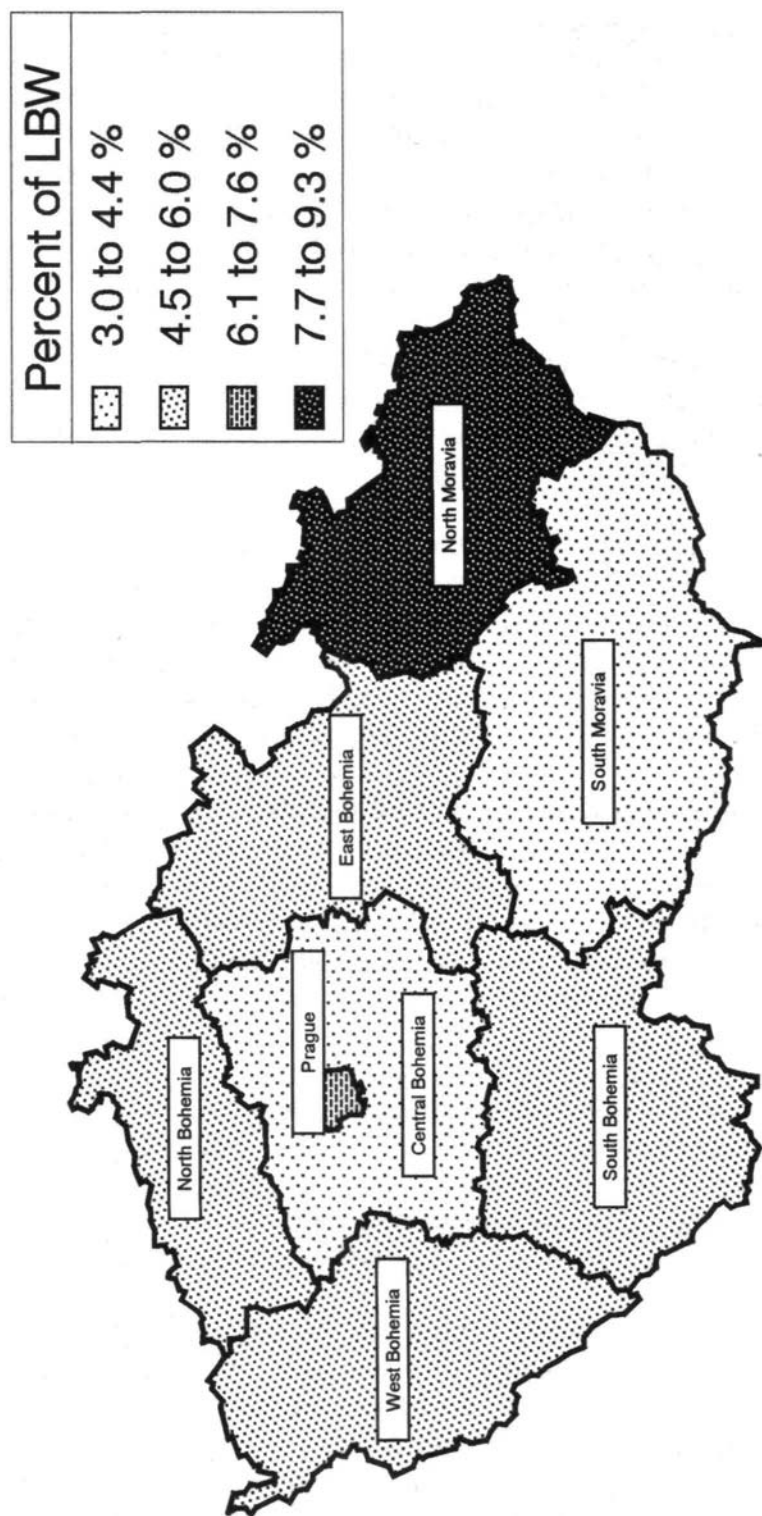 Percent of LBW
3.0 to 4.4 %
4.5 to 6.0 %
6.1 to 7.6 %
7.7 to 9.3 %
North Bohemia
Prague
East Bohemia
North Moravia
West Bohemia
Central Bohemia
South Bohemia
South Moravia